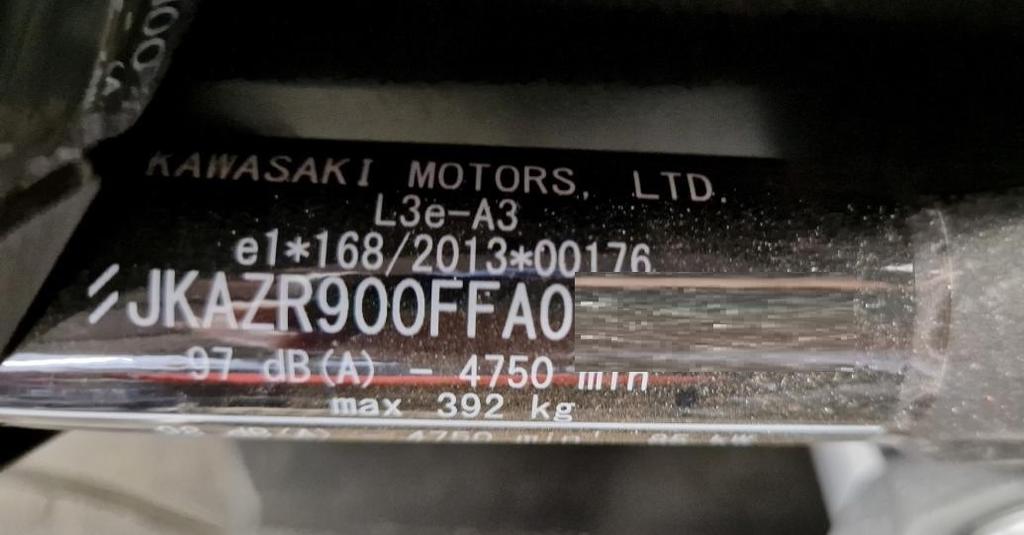 KAWASAKI MOTORS, LTD.
L3e-A3
e1*168/2013*00176
JKAZR900FFA0
97 dB(A) - 4750 min
max 392 kg